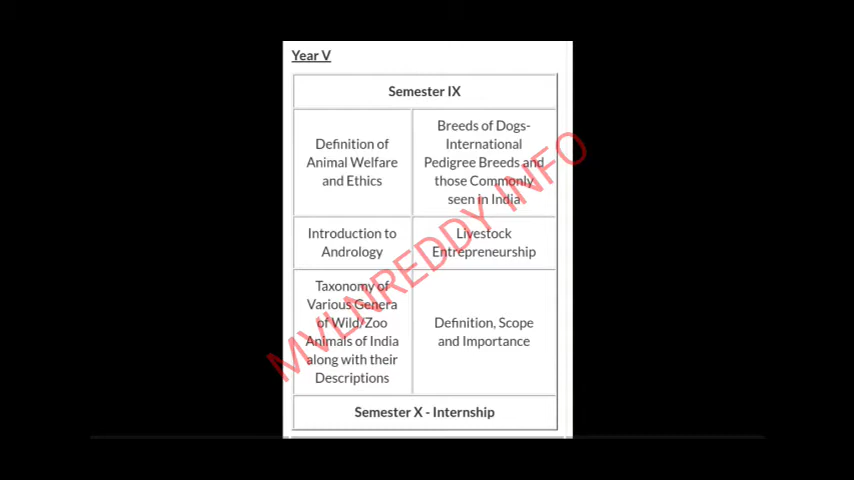 Year V
Semester IX
Definition of
Animal Welfare
and Ethics
Breeds of Dogs-
International
Pedigree Breeds and
those Commonly
seen in India
Introduction to
Andrology
Livestock
Entrepreneurship
Taxonomy of
Various Genera
of Wild/Zoo
Animals of India
along with their
Descriptions
Definition, Scope
and Importance
Semester X - Internship
MVLNREDDY INFO